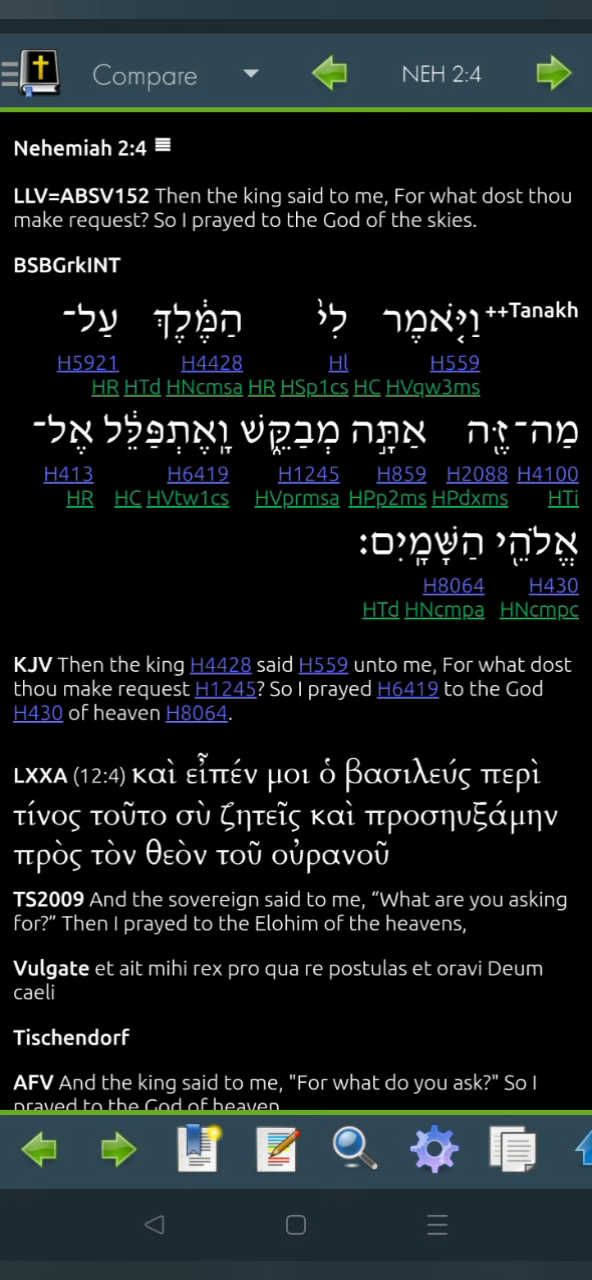 Compare
NEH 2:4
Nehemiah 2:4
LLV=ABSV152 Then the king said to me, For what dost thou
make request? So I prayed to the God of the skies.
BSBGrkINT
++Tanakh וַיֹּ֤אמֶר לִי֙ הַמֶּ֔לֶךְ עַל־
H559 Hl H4428 H5921
HR HTd HNcmsa HR HSp1cs HC HVqw3ms
מַה־זֶּ֖ה אַתָּ֣ה מְבַקֵּ֑שׁ וָֽאֶתְפַּלֵּ֔ל אֶל־
H413 H6419 H1245 H859 H2088 H4100
HR HC HVtw1cs HVprmsa HPp2ms HPdxms HTi
אֱלֹהֵ֖י הַשָּׁמָֽיִם׃
H8064 H430
HTd HNcmpa HNcmpc
KJV Then the king H4428 said H559 unto me, For what dost
thou make request H1245? So I prayed H6419 to the God
H430 of heaven H8064.
LXXA (12:4) καὶ εἶπέν μοι ὁ βασιλεύς περὶ
τίνος τοῦτο σὺ ζητεῖς καὶ προσηυξάμην
πρὸς τὸν θεὸν τοῦ οὐρανοῦ
TS2009 And the sovereign said to me, “What are you asking
for?” Then I prayed to the Elohim of the heavens,
Vulgate et ait mihi rex pro qua re postulas et oravi Deum
caeli
Tischendorf
AFV And the king said to me, "For what do you ask?" So I
prayed to the God of heaven